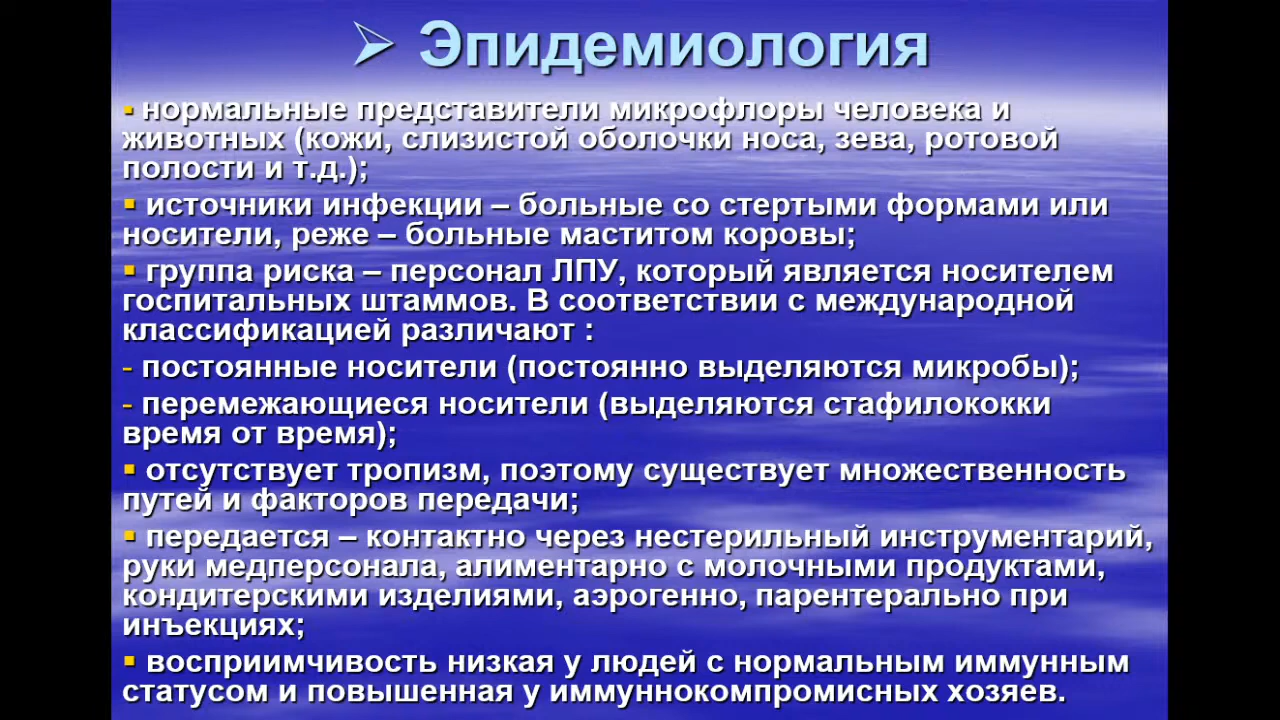 ➢ Эпидемиология
▪ нормальные представители микрофлоры человека и
животных (кожи, слизистой оболочки носа, зева, ротовой
полости и т.д.);
▪ источники инфекции – больные со стертыми формами или
носители, реже – больные маститом коровы;
▪ группа риска – персонал ЛПУ, который является носителем
госпитальных штаммов. В соответствии с международной
классификацией различают :
- постоянные носители (постоянно выделяются микробы);
- перемежающиеся носители (выделяются стафилококки
время от время);
▪ отсутствует тропизм, поэтому существует множественность
путей и факторов передачи;
▪ передается – контактно через нестерильный инструментарий,
руки медперсонала, алиментарно с молочными продуктами,
кондитерскими изделиями, аэрогенно, парентерально при
инъекциях;
▪ восприимчивость низкая у людей с нормальным иммунным
статусом и повышенная у иммуннокомпромисных хозяев.